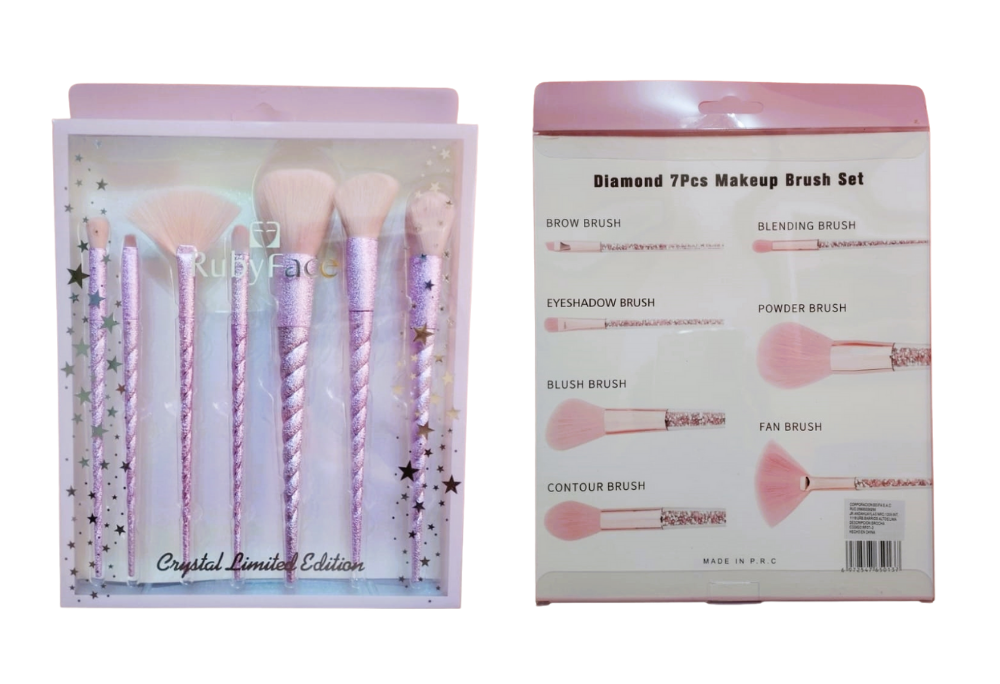 RubyFace
Crystal Limited Edition
Diamond 7Pcs Makeup Brush Set
BROW BRUSH
BLENDING BRUSH
EYESHADOW BRUSH
POWDER BRUSH
BLUSH BRUSH
FAN BRUSH
CONTOUR BRUSH
MADE IN P.R.C